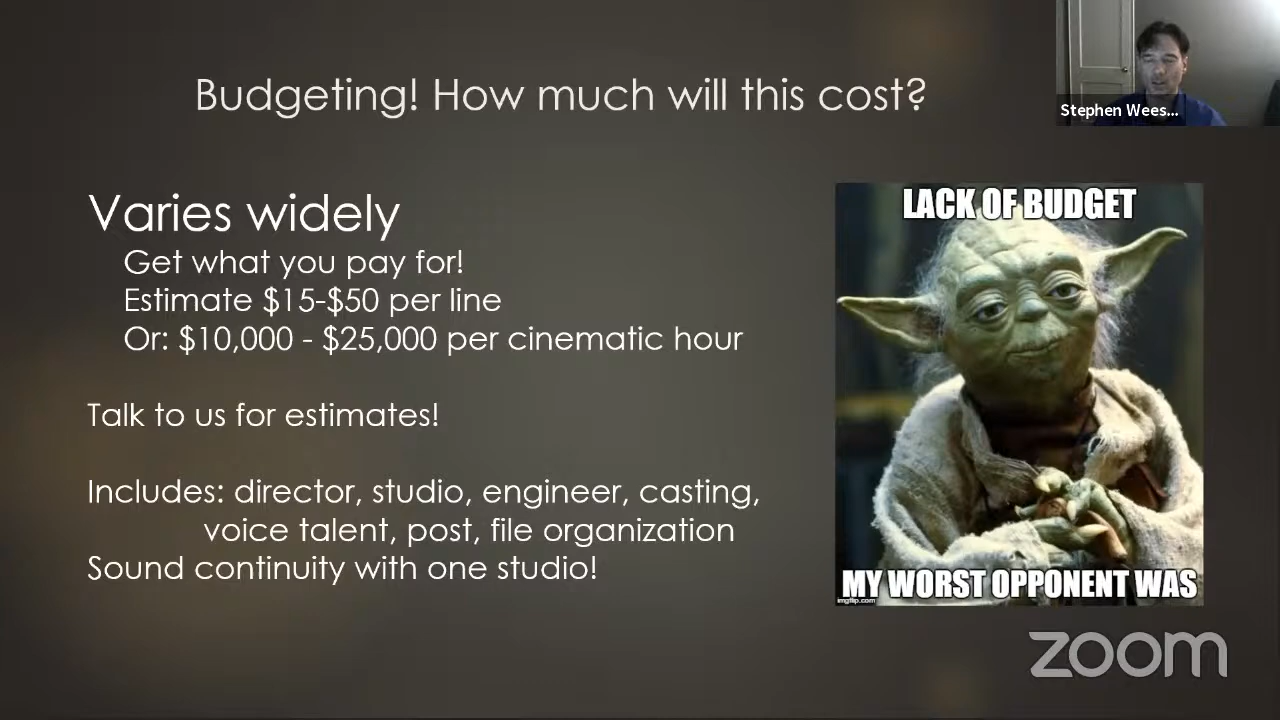 Budgeting! How much will this cost?
Stephen Wees...
Varies widely
Get what you pay for!
Estimate $15-$50 per line
Or: $10,000 - $25,000 per cinematic hour
Talk to us for estimates!
Includes: director, studio, engineer, casting,
voice talent, post, file organization
Sound continuity with one studio!
LACK OF BUDGET
MY WORST OPPONENT WAS
imgflip.com
zoom